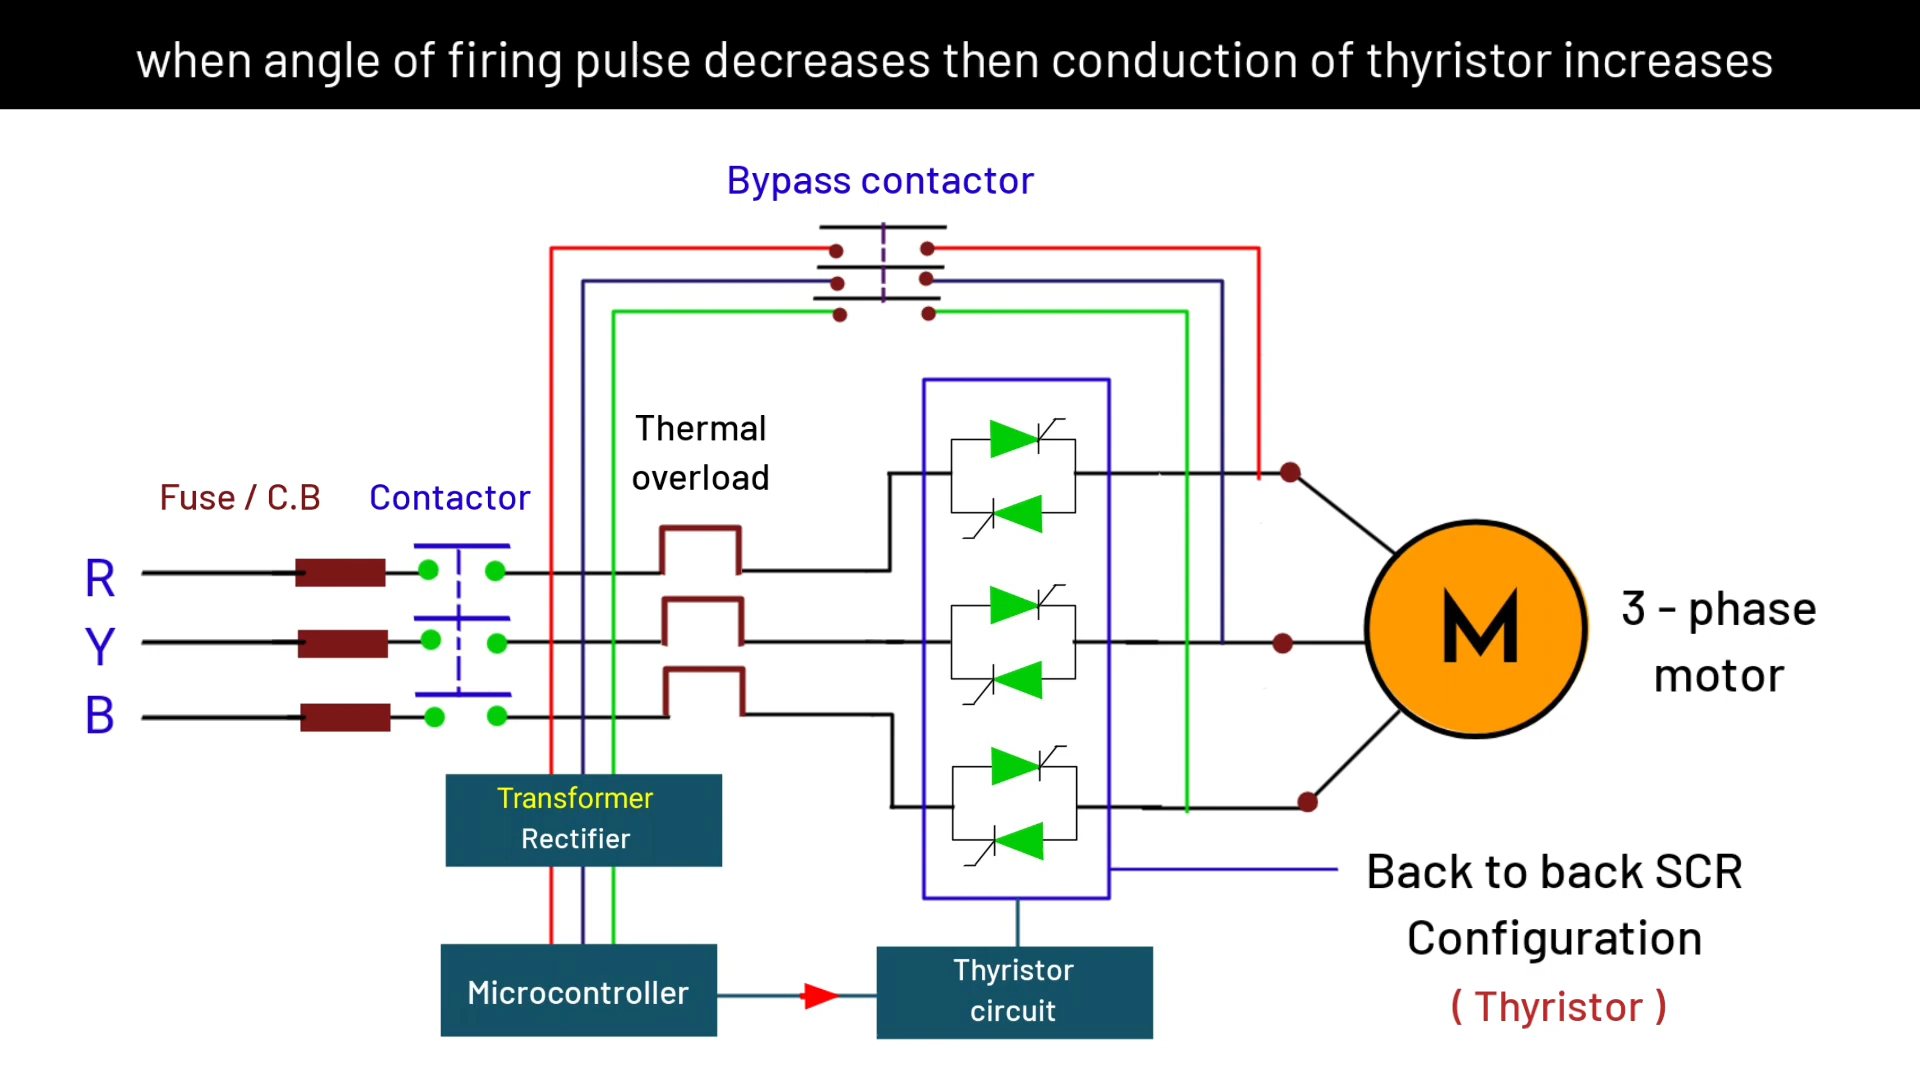 when angle of firing pulse decreases then conduction of thyristor increases
Bypass contactor
Thermal
overload
Fuse / C.B
Contactor
R
Y
B
M
3 - phase
motor
Transformer
Rectifier
Back to back SCR
Configuration
( Thyristor )
Microcontroller
Thyristor
circuit